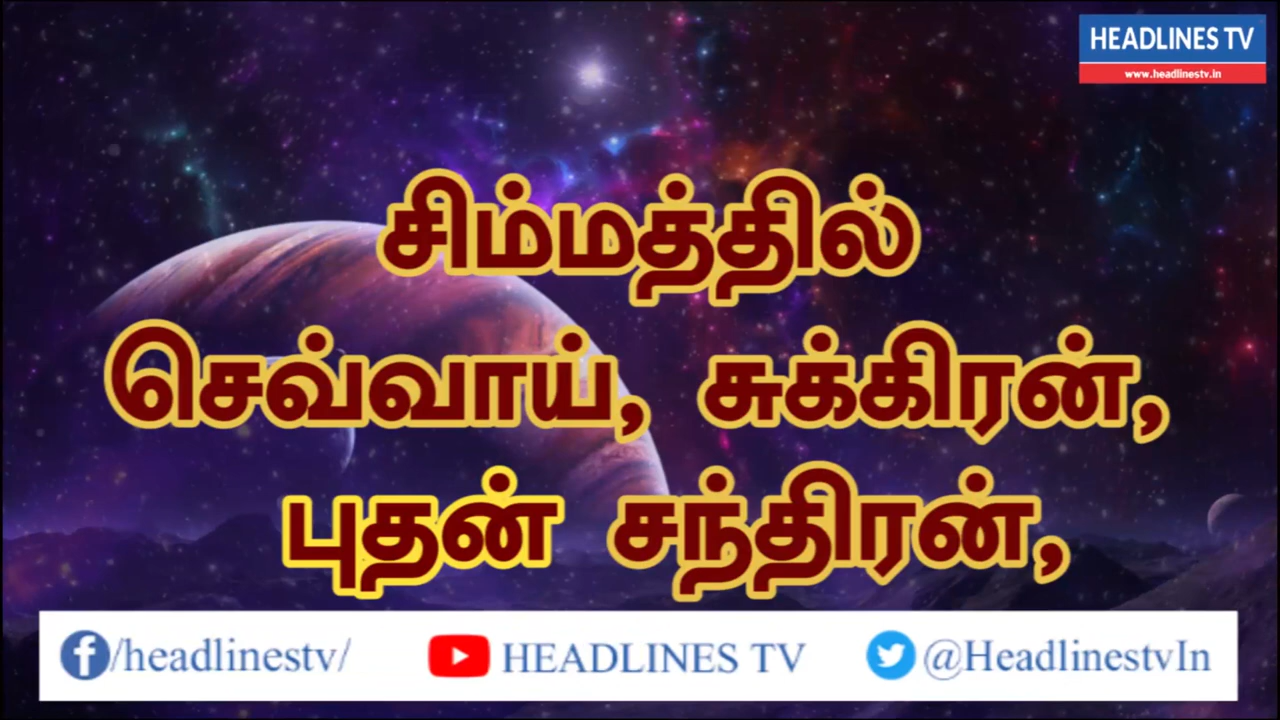 HEADLINES TV
www.headlinestv.in
சிம்மத்தில்
செவ்வாய், சுக்கிரன்,
புதன் சந்திரன்,
/headlinestv/ HEADLINES TV @HeadlinestvIn